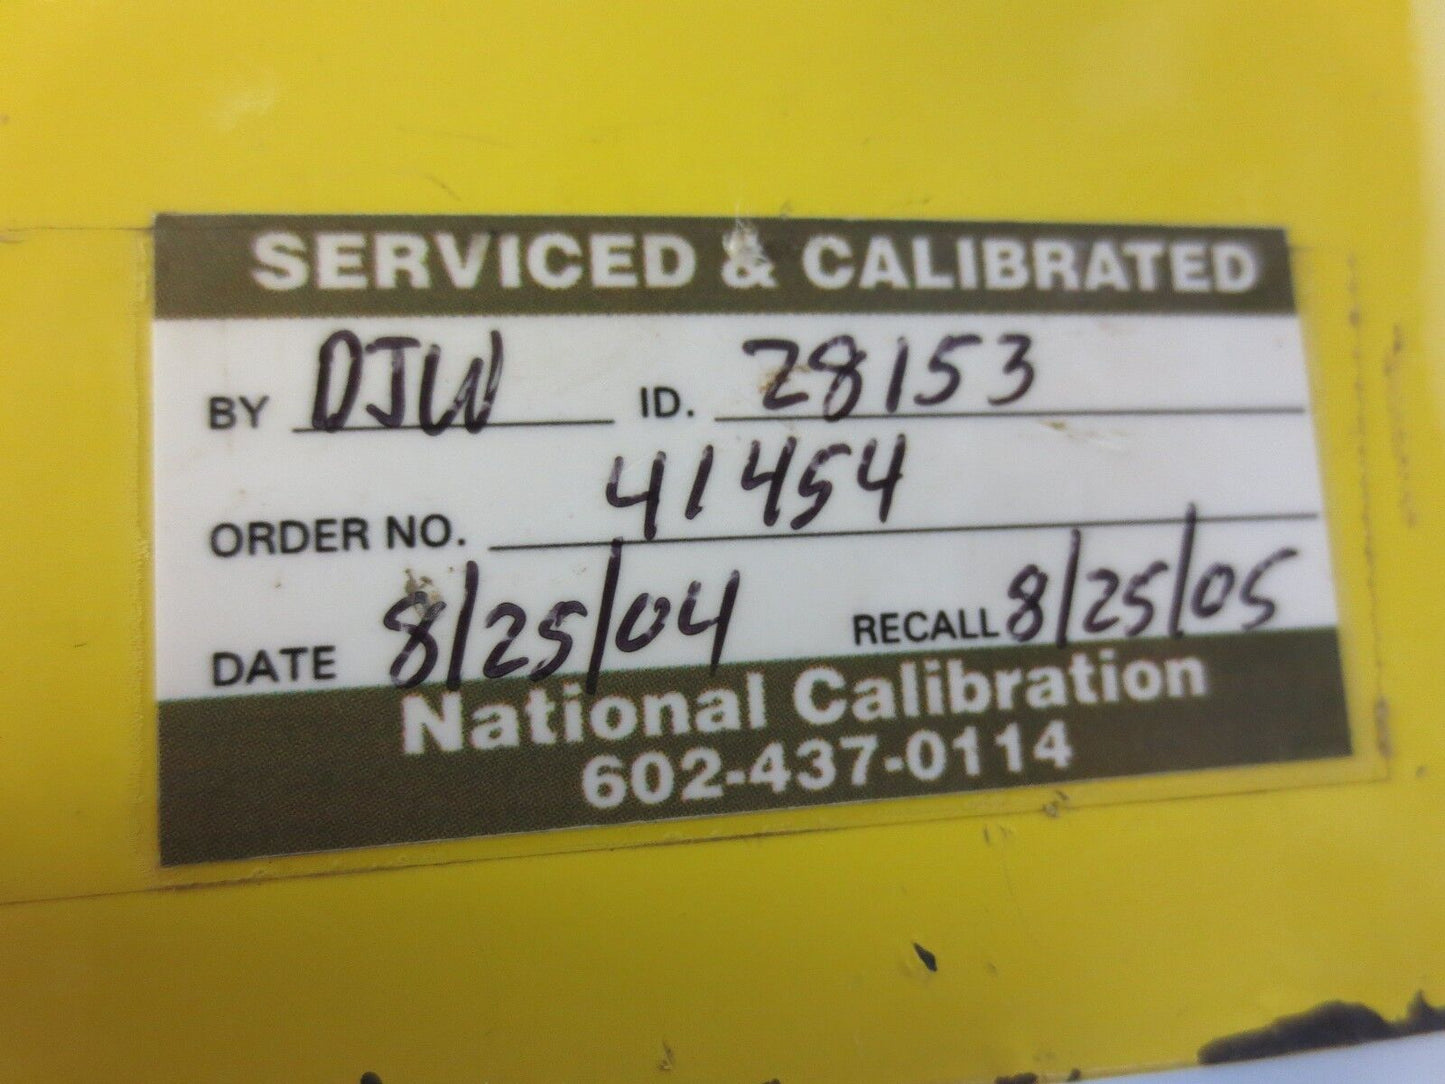 SERVICED & CALIBRATED
BY DJW ID. 28153
ORDER NO. 41454
DATE 8/25/04 RECALL 8/25/05
National Calibration
602-437-0114